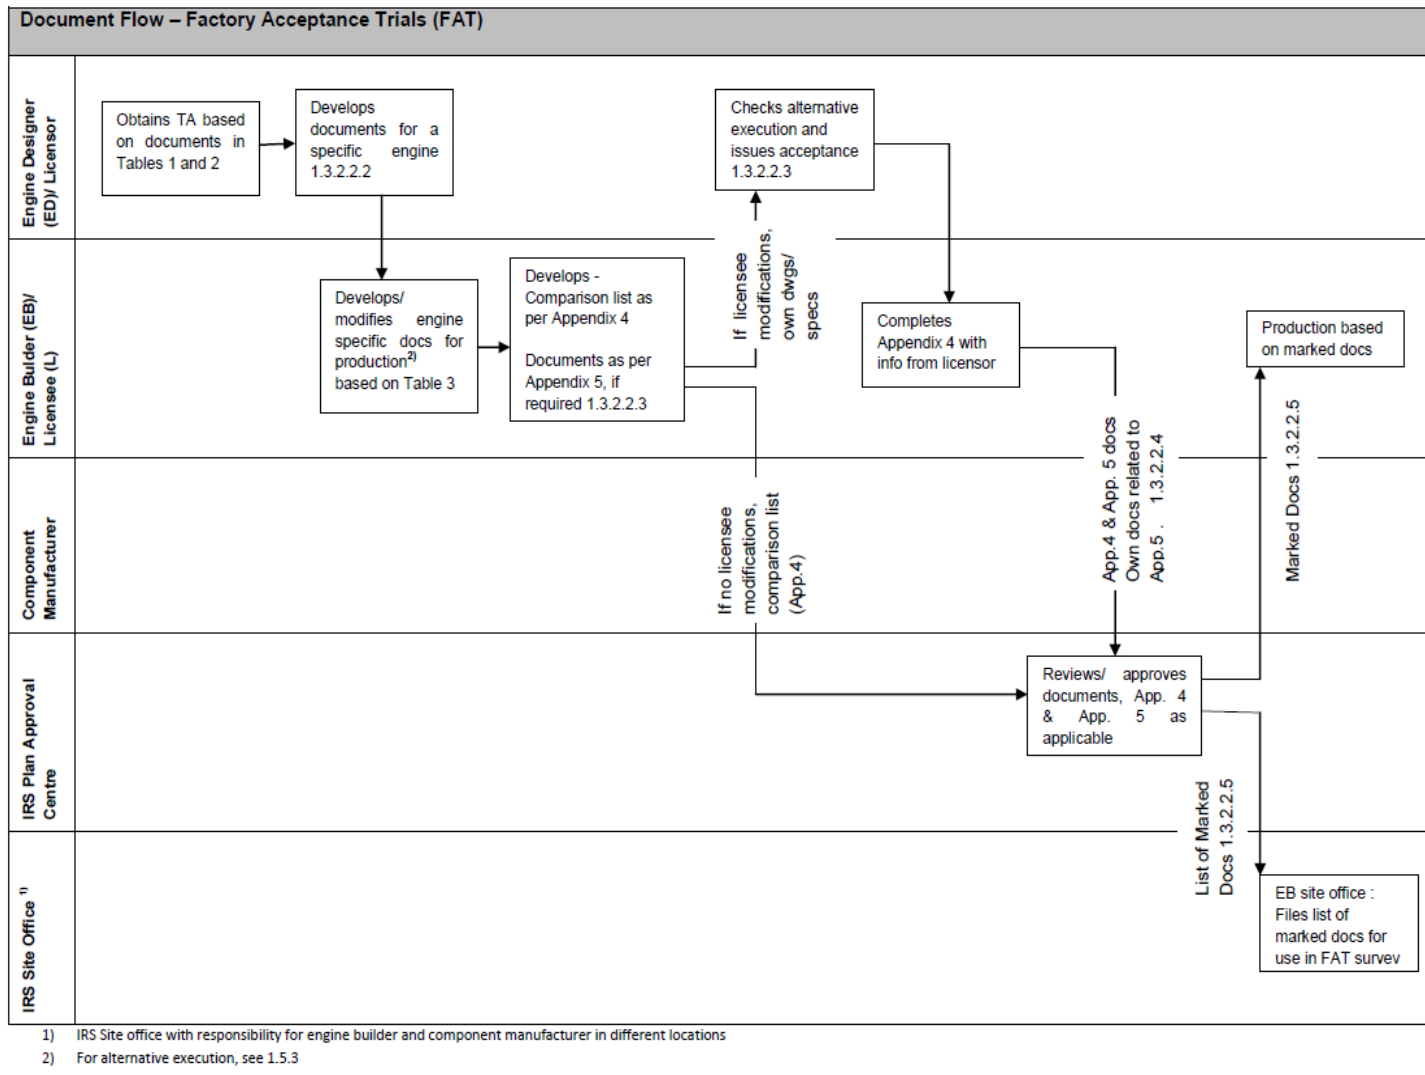 Document Flow – Factory Acceptance Trials (FAT)
Engine Designer
(ED)/ Licensor
Obtains TA based
on documents in
Tables 1 and 2
Develops
documents for a
specific engine
1.3.2.2.2
Checks alternative
execution and
issues acceptance
1.3.2.2.3
If licensee
modifications,
own dwgs/
specs
Engine Builder (EB)/
Licensee (L)
Develops/
modifies engine
specific docs for
production2)
based on Table 3
Develops -
Comparison list as
per Appendix 4
Documents as per
Appendix 5, if
required 1.3.2.2.3
Completes
Appendix 4 with
info from licensor
Production based
on marked docs
App.4 & App. 5 docs
Own docs related to
App.5 . 1.3.2.2.4
Marked Docs 1.3.2.2.5
Component
Manufacturer
If no licensee
modifications,
comparison list
(App.4)
IRS Plan Approval
Centre
Reviews/ approves
documents, App. 4
& App. 5 as
applicable
List of Marked
Docs 1.3.2.2.5
IRS Site Office 1)
EB site office :
Files list of
marked docs for
use in FAT survey
1) IRS Site office with responsibility for engine builder and component manufacturer in different locations
2) For alternative execution, see 1.5.3